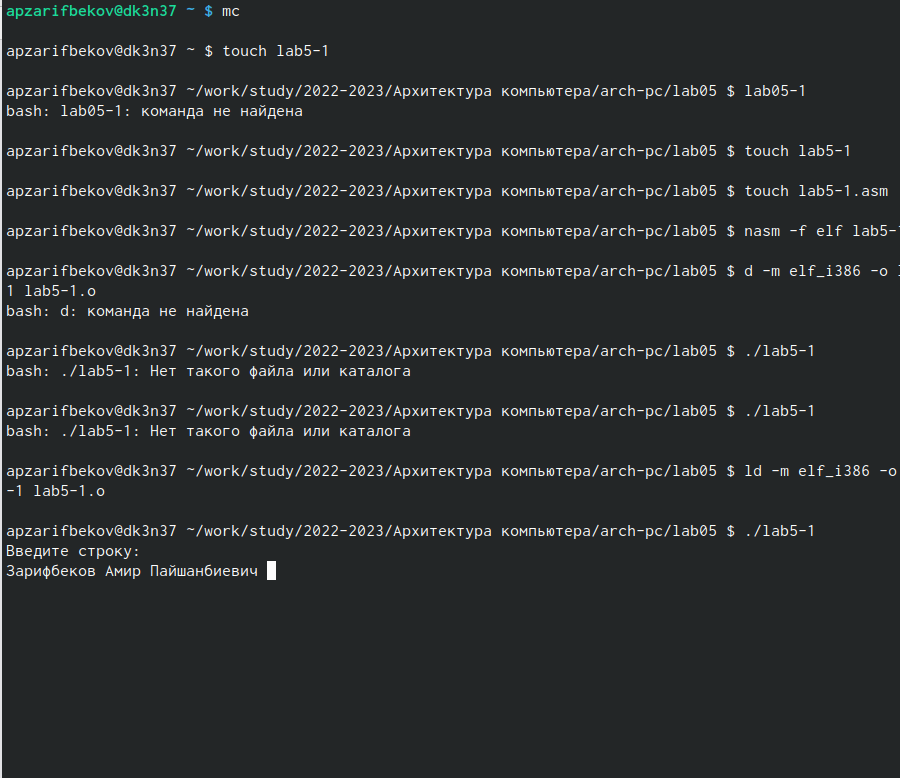 apzarifbekov@dk3n37 ~ $ mc
apzarifbekov@dk3n37 ~ $ touch lab5-1
apzarifbekov@dk3n37 ~/work/study/2022-2023/Архитектура компьютера/arch-pc/lab05 $ lab05-1
bash: lab05-1: команда не найдена
apzarifbekov@dk3n37 ~/work/study/2022-2023/Архитектура компьютера/arch-pc/lab05 $ touch lab5-1
apzarifbekov@dk3n37 ~/work/study/2022-2023/Архитектура компьютера/arch-pc/lab05 $ touch lab5-1.asm
apzarifbekov@dk3n37 ~/work/study/2022-2023/Архитектура компьютера/arch-pc/lab05 $ nasm -f elf lab5-
apzarifbekov@dk3n37 ~/work/study/2022-2023/Архитектура компьютера/arch-pc/lab05 $ d -m elf_i386 -o
1 lab5-1.o
bash: d: команда не найдена
apzarifbekov@dk3n37 ~/work/study/2022-2023/Архитектура компьютера/arch-pc/lab05 $ ./lab5-1
bash: ./lab5-1: Нет такого файла или каталога
apzarifbekov@dk3n37 ~/work/study/2022-2023/Архитектура компьютера/arch-pc/lab05 $ ./lab5-1
bash: ./lab5-1: Нет такого файла или каталога
apzarifbekov@dk3n37 ~/work/study/2022-2023/Архитектура компьютера/arch-pc/lab05 $ ld -m elf_i386 -o
-1 lab5-1.o
apzarifbekov@dk3n37 ~/work/study/2022-2023/Архитектура компьютера/arch-pc/lab05 $ ./lab5-1
Введите строку:
Зарифбеков Амир Пайшанбиевич